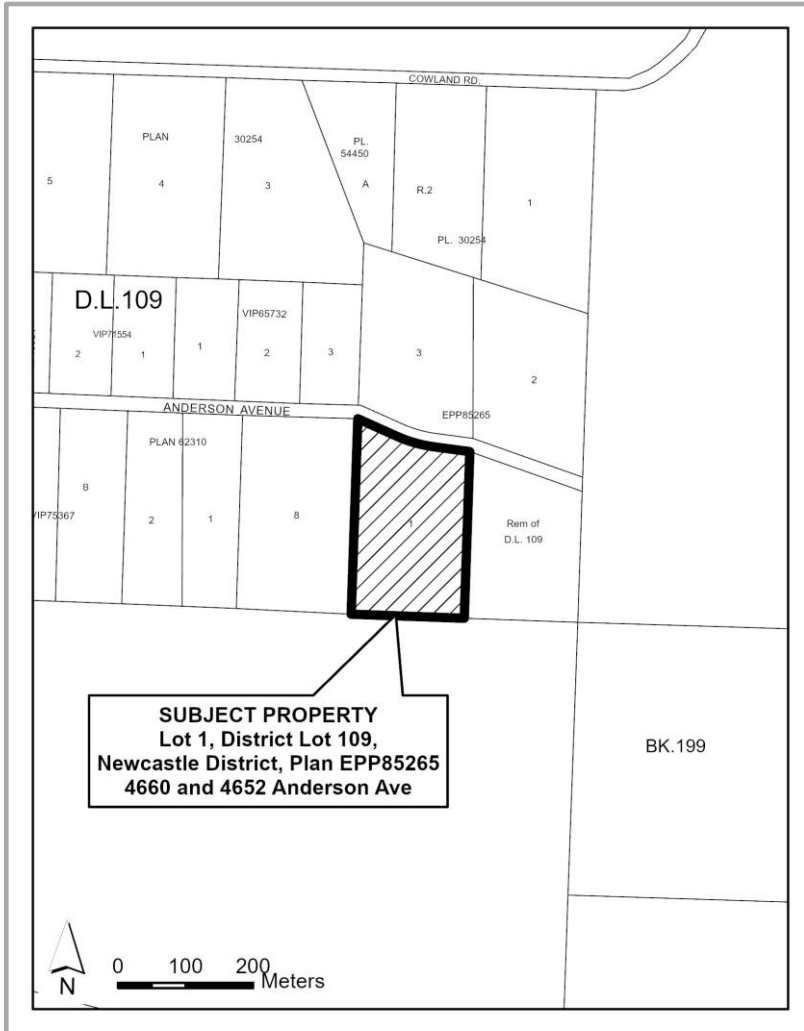 COWLAND RD.
PLAN
30254
PL.
54450
5
4
3
A
R.2
1
PL. 30254
D.L.109
VIP65732
VIP71554
2
1
1
2
3
3
2
ANDERSON AVENUE
EPP85265
PLAN 62310
B
VIP75367
2
1
8
1
Rem of
D.L. 109
SUBJECT PROPERTY
Lot 1, District Lot 109,
Newcastle District, Plan EPP85265
4660 and 4652 Anderson Ave
BK.199
N
0 100 200
Meters